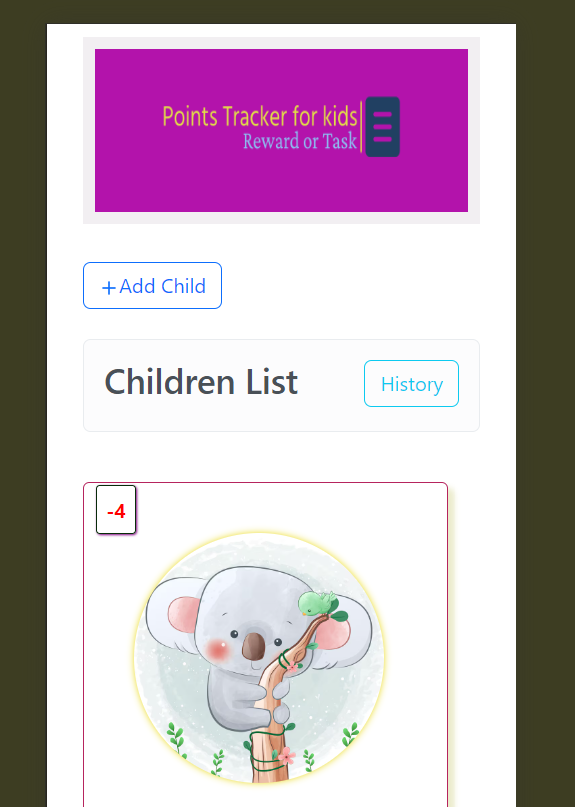 Points Tracker for kids
Reward or Task
+Add Child
Children List
History
-4